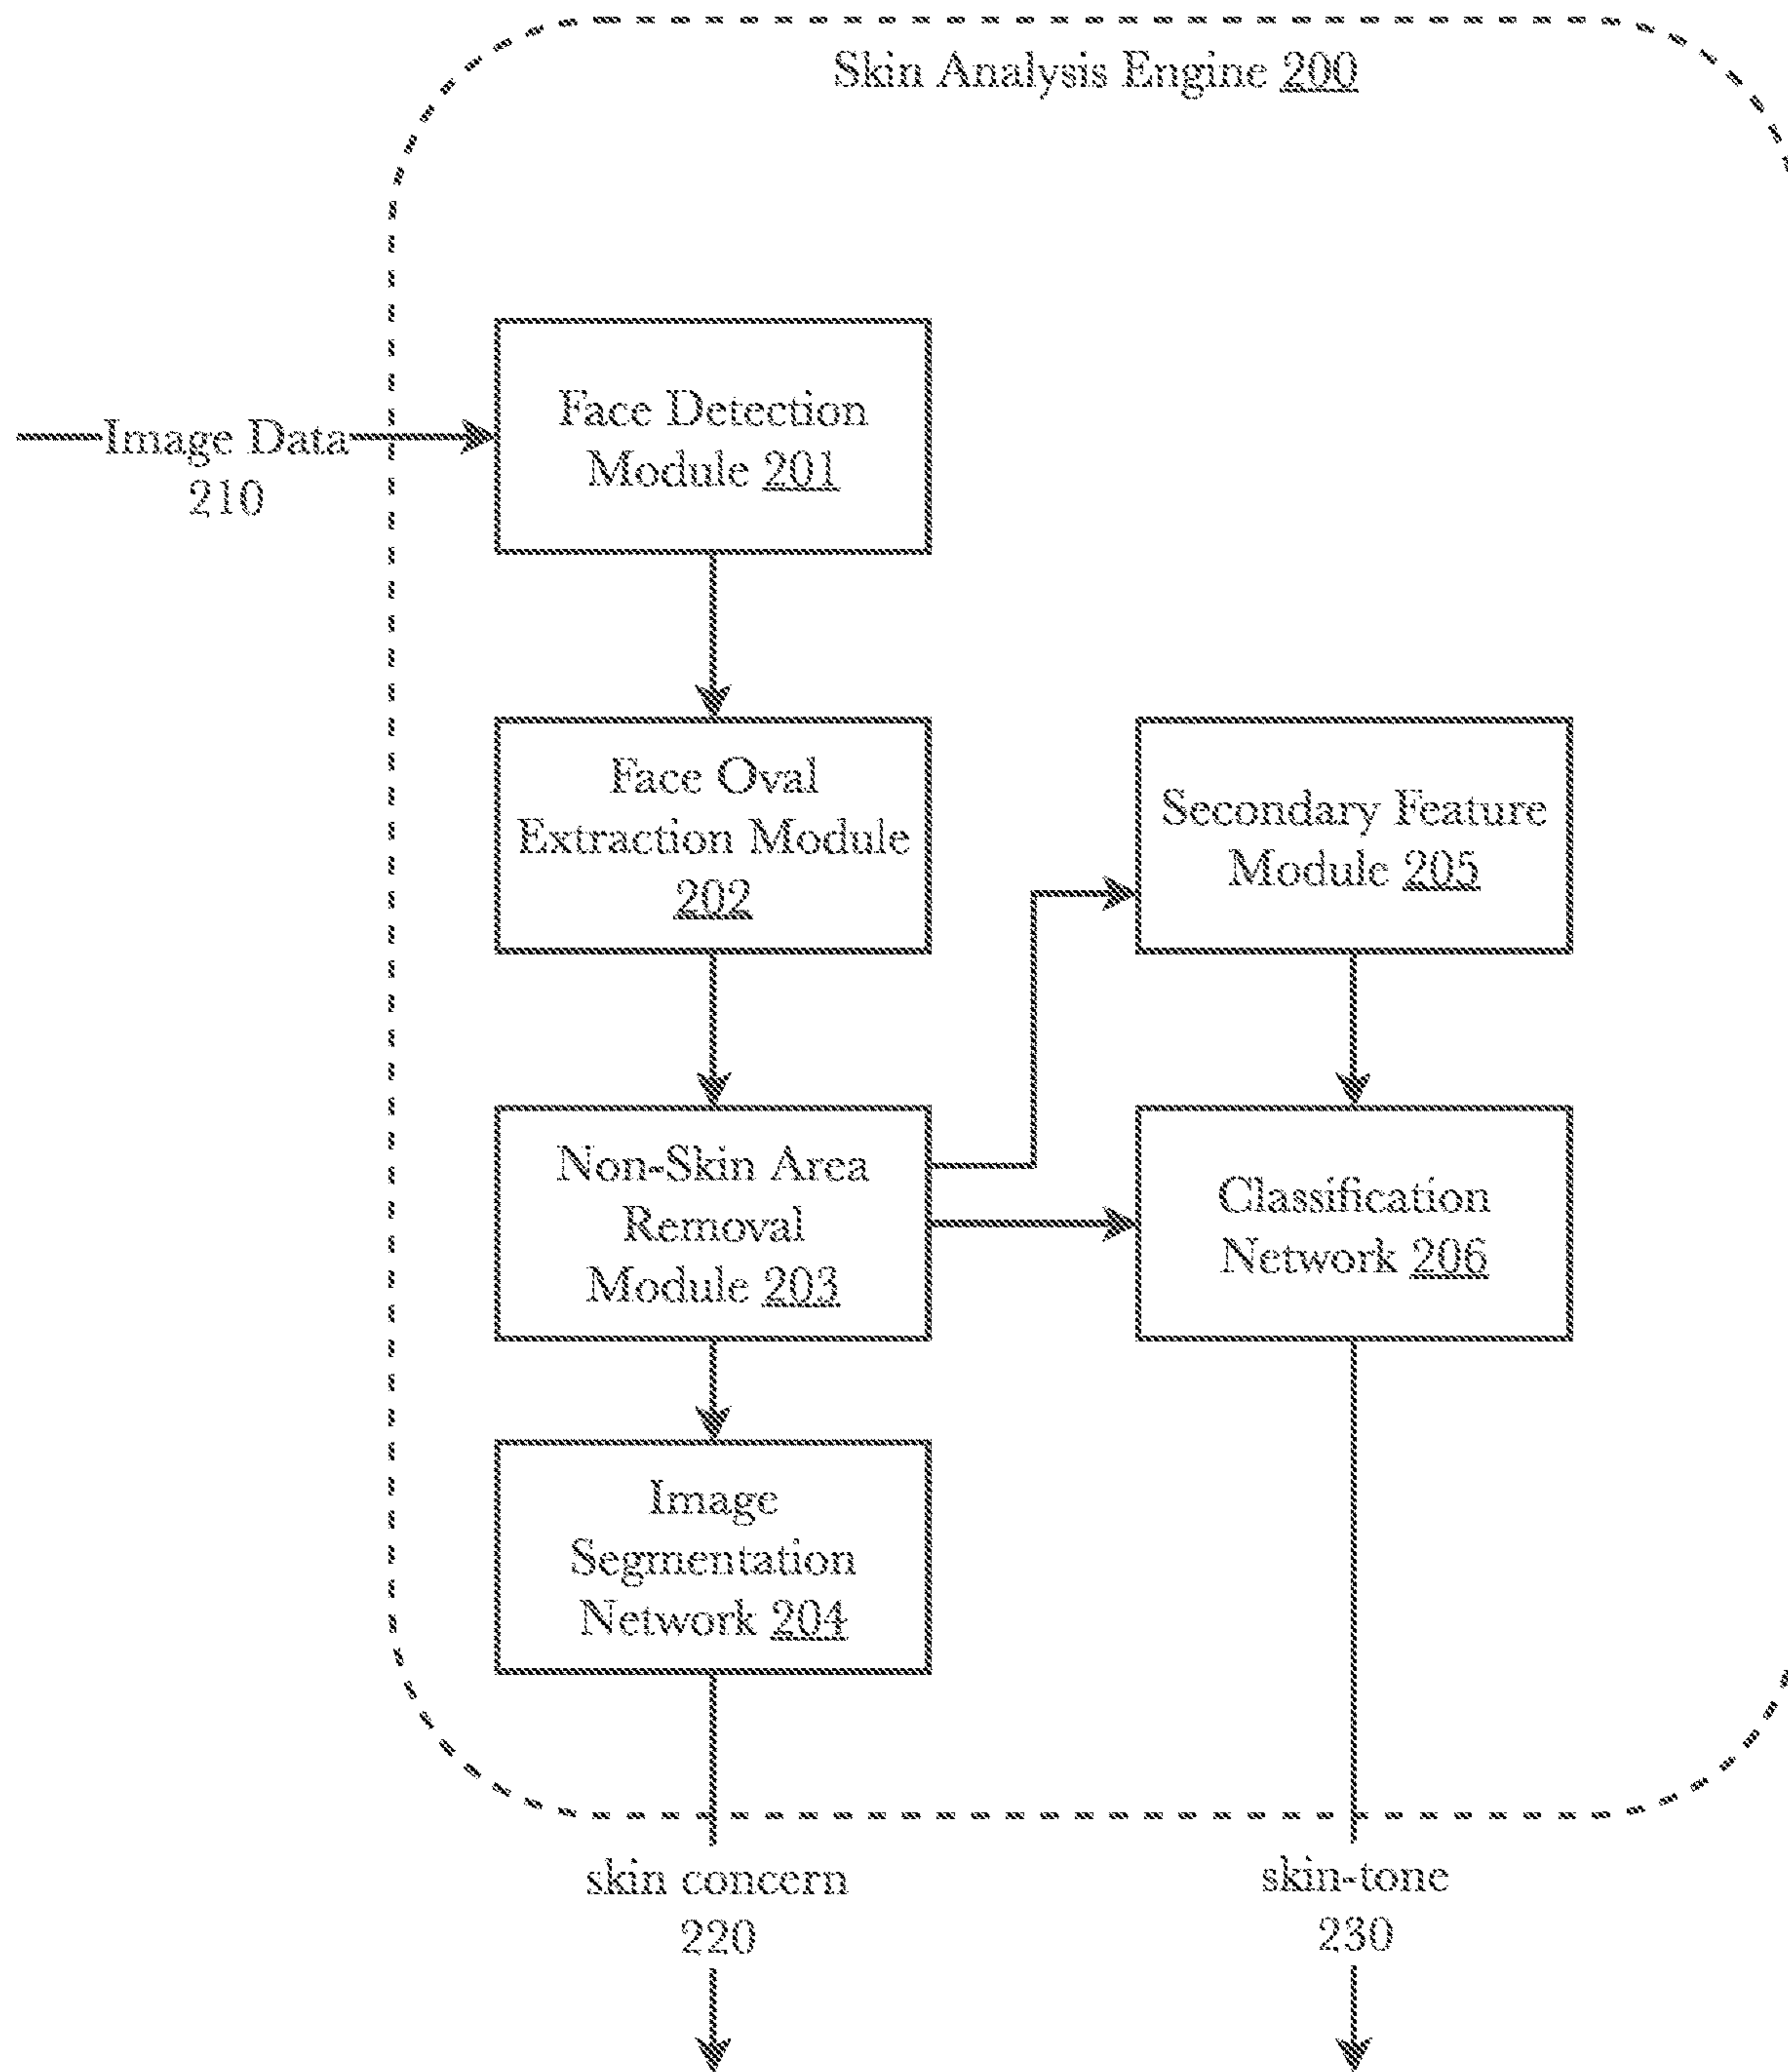 Skin Analysis Engine 200
Image Data
210
Face Detection
Module 201
Face Oval
Extraction Module
202
Secondary Feature
Module 205
Non-Skin Area
Removal
Module 203
Classification
Network 206
Image
Segmentation
Network 204
skin concern
220
skin-tone
230